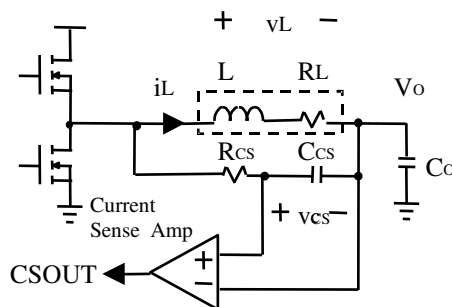 + vL −
iL L RL VO
RCS CCS CO
Current
Sense Amp
+ vcs −
+
−
CSOUT